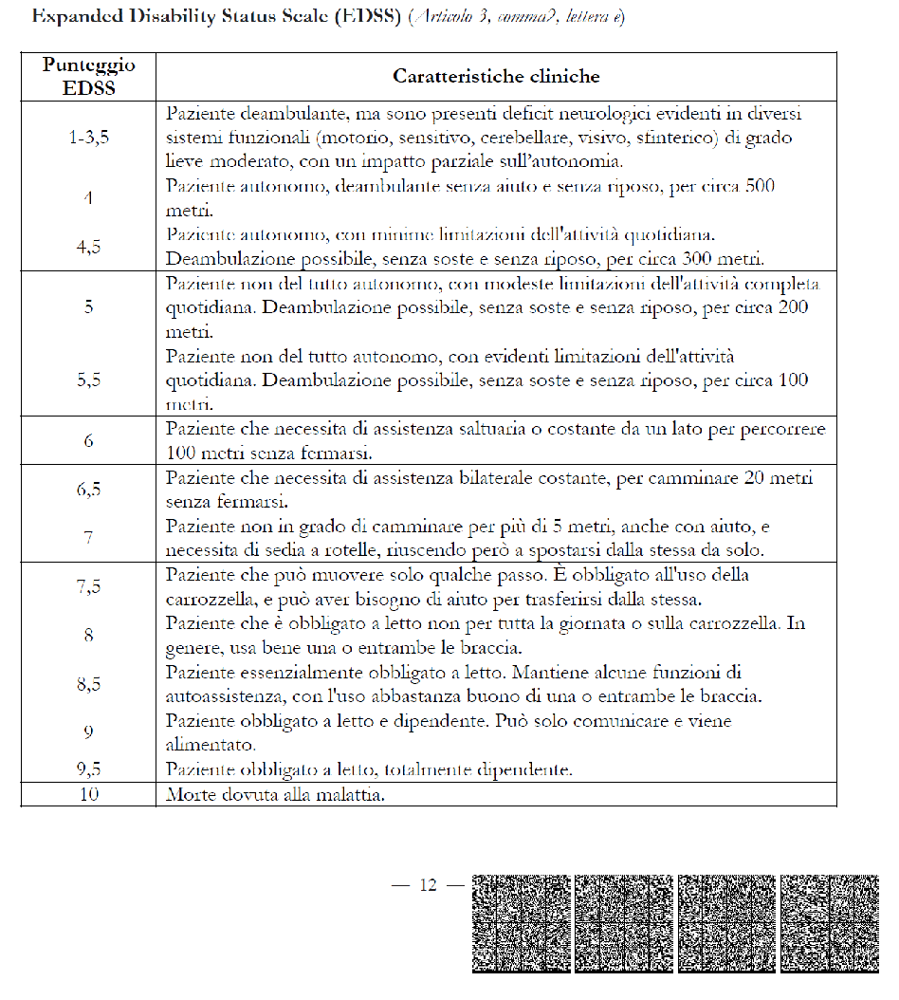 Expanded Disability Status Scale (EDSS) (Articolo 3, comma2, lettera e)
Punteggio
EDSS
Caratteristiche cliniche
1-3,5
Paziente deambulante, ma sono presenti deficit neurologici evidenti in diversi
sistemi funzionali (motorio, sensitivo, cerebellare, visivo, sfinterico) di grado
lieve moderato, con un impatto parziale sull’autonomia.
4
Paziente autonomo, deambulante senza aiuto e senza riposo, per circa 500
metri.
4,5
Paziente autonomo, con minime limitazioni dell'attività quotidiana.
Deambulazione possibile, senza soste e senza riposo, per circa 300 metri.
5
Paziente non del tutto autonomo, con modeste limitazioni dell'attività completa
quotidiana. Deambulazione possibile, senza soste e senza riposo, per circa 200
metri.
5,5
Paziente non del tutto autonomo, con evidenti limitazioni dell'attività
quotidiana. Deambulazione possibile, senza soste e senza riposo, per circa 100
metri.
6
Paziente che necessita di assistenza saltuaria o costante da un lato per percorrere
100 metri senza fermarsi.
6,5
Paziente che necessita di assistenza bilaterale costante, per camminare 20 metri
senza fermarsi.
7
Paziente non in grado di camminare per più di 5 metri, anche con aiuto, e
necessita di sedia a rotelle, riuscendo però a spostarsi dalla stessa da solo.
7,5
Paziente che può muovere solo qualche passo. È obbligato all'uso della
carrozzella, e può aver bisogno di aiuto per trasferirsi dalla stessa.
8
Paziente che è obbligato a letto non per tutta la giornata o sulla carrozzella. In
genere, usa bene una o entrambe le braccia.
8,5
Paziente essenzialmente obbligato a letto. Mantiene alcune funzioni di
autoassistenza, con l'uso abbastanza buono di una o entrambe le braccia.
9
Paziente obbligato a letto e dipendente. Può solo comunicare e viene
alimentato.
9,5
Paziente obbligato a letto, totalmente dipendente.
10
Morte dovuta alla malattia.
— 12 —